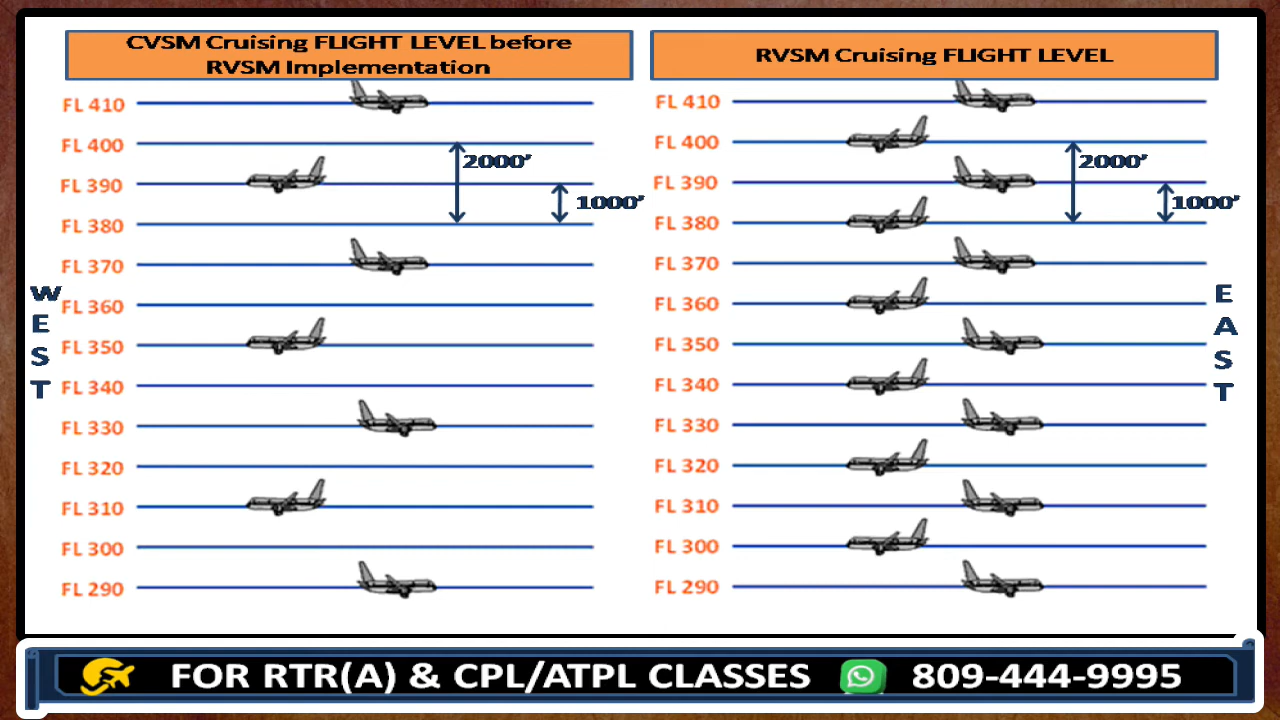 CVSM Cruising FLIGHT LEVEL before
RVSM Implementation
FL 410
FL 400
2000’
FL 390
1000’
FL 380
FL 370
FL 360
FL 350
FL 340
FL 330
FL 320
FL 310
FL 300
FL 290
WEST
RVSM Cruising FLIGHT LEVEL
FL 410
FL 400
2000’
FL 390
1000’
FL 380
FL 370
FL 360
FL 350
FL 340
FL 330
FL 320
FL 310
FL 300
FL 290
EAST
FOR RTR(A) & CPL/ATPL CLASSES 809-444-9995